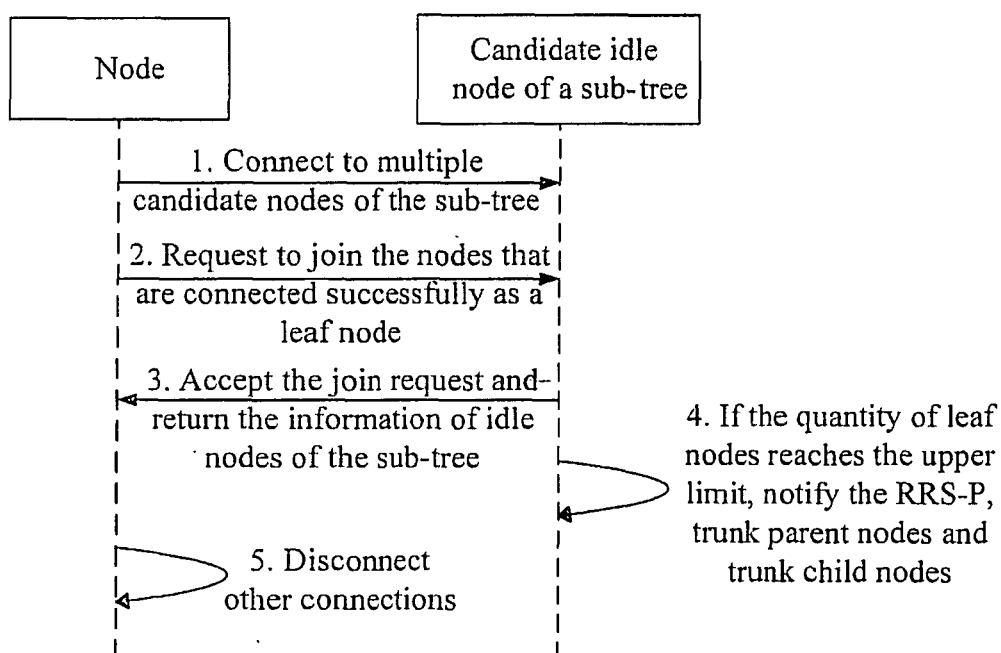 Node
Candidate idle
node of a sub-tree
1. Connect to multiple
candidate nodes of the sub-tree
2. Request to join the nodes that
are connected successfully as a
leaf node
3. Accept the join request and
return the information of idle
nodes of the sub-tree
4. If the quantity of leaf
nodes reaches the upper
limit, notify the RRS-P,
trunk parent nodes and
trunk child nodes
5. Disconnect
other connections